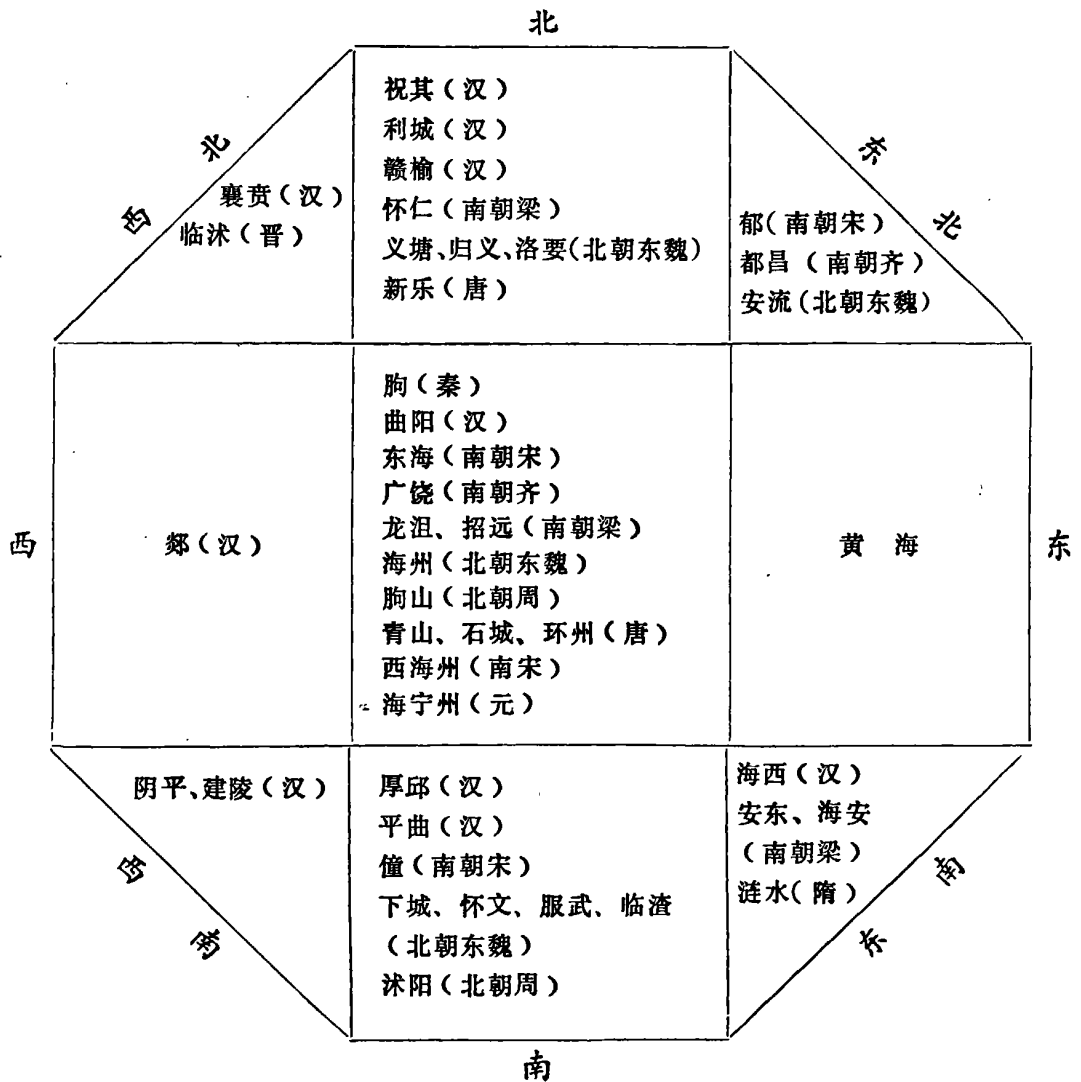 北
西北
东北
祝其（汉）
利城（汉）
赣榆（汉）
怀仁（南朝梁）
义塘、归义、洛要（北朝东魏）
新乐（唐）
襄贲（汉）
临沭（晋）
郁（南朝宋）
都昌（南朝齐）
安流（北朝东魏）
西
郯（汉）
朐（秦）
曲阳（汉）
东海（南朝宋）
广饶（南朝齐）
龙沮、招远（南朝梁）
海州（北朝东魏）
朐山（北朝周）
青山、石城、环州（唐）
西海州（南宋）
海宁州（元）
黄海
东
阴平、建陵（汉）
厚邱（汉）
平曲（汉）
僮（南朝宋）
下城、怀文、服武、临渣
（北朝东魏）
沭阳（北朝周）
海西（汉）
安东、海安
（南朝梁）
涟水（隋）
西南
东南
南